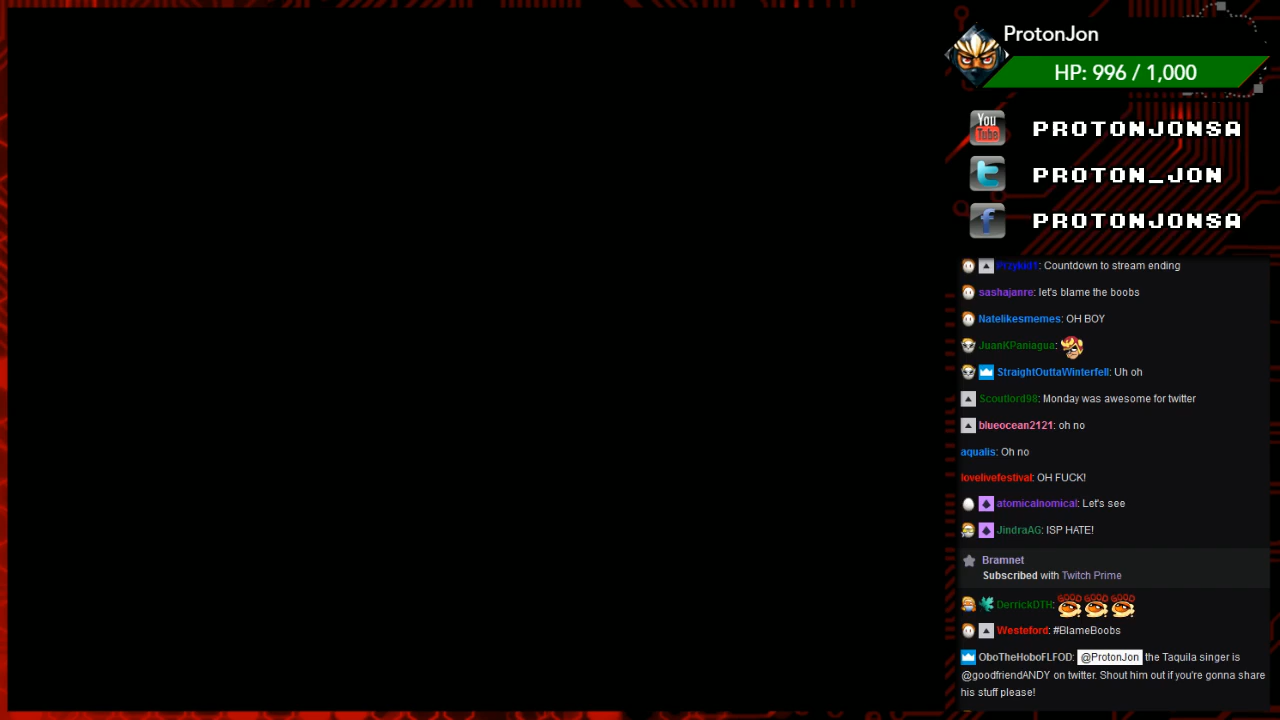 ProtonJon
HP: 996 / 1,000
You
Tube
PROTONJONSA
PROTON_JON
PROTONJONSA
Przykid1: Countdown to stream ending
sashajanre: let's blame the boobs
Natelikesmemes: OH BOY
JuanKPaniagua:
StraightOuttaWinterfell: Uh oh
Scoutlord98: Monday was awesome for twitter
blueocean2121: oh no
aqualis: Oh no
lovelivefestival: OH FUCK!
atomicalnomical: Let's see
JindraAG: ISP HATE!
Bramnet
Subscribed with Twitch Prime
DerrickDTH:
Westeford: #BlameBoobs
OboTheHoboFLFOD: @ProtonJon the Taquila singer is
@goodfriendANDY on twitter. Shout him out if you're gonna share
his stuff please!